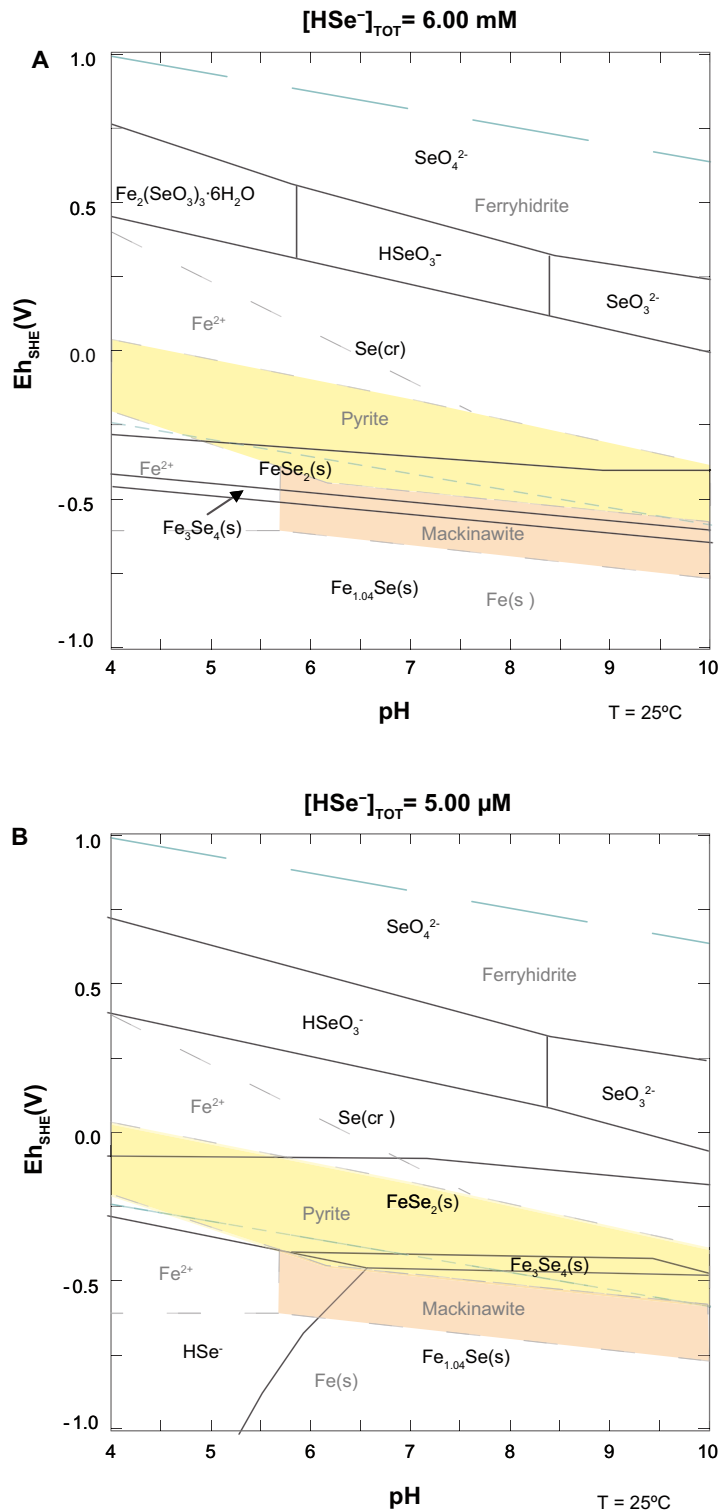 [HSe⁻]TOT= 6.00 mM
A
1.0
0.5
0.0
-0.5
-1.0
EhSHE(V)
SeO₄²⁻
Ferryhidrite
Fe₂(SeO₃)₃·6H₂O
HSeO₃-
SeO₃²⁻
Fe²⁺
Se(cr)
Pyrite
Fe²⁺
FeSe₂(s)
Fe₃Se₄(s)
Mackinawite
Fe₁.₀₄Se(s)
Fe(s )
4 5 6 7 8 9 10
pH
T = 25ºC
[HSe⁻]TOT= 5.00 µM
B
1.0
0.5
0.0
-0.5
-1.0
EhSHE(V)
SeO₄²⁻
Ferryhidrite
HSeO₃⁻
SeO₃²⁻
Fe²⁺
Se(cr )
FeSe₂(s)
Pyrite
Fe₃Se₄(s)
Fe²⁺
Mackinawite
HSe⁻
Fe₁.₀₄Se(s)
Fe(s)
4 5 6 7 8 9 10
pH
T = 25ºC